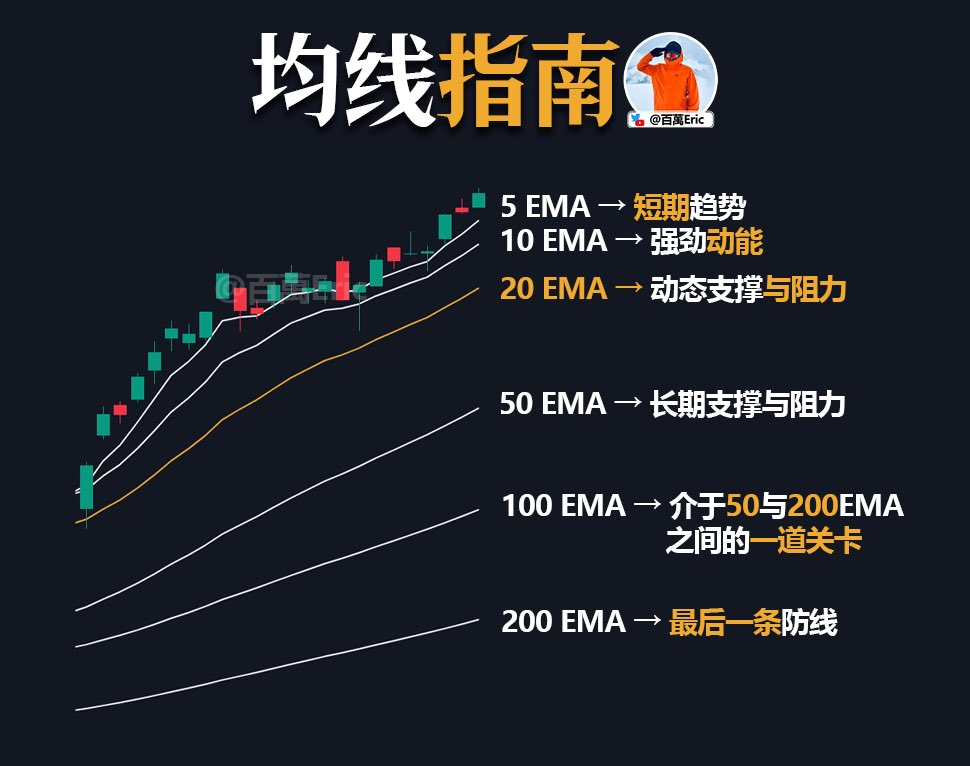 均线指南
@百萬Eric
5 EMA → 短期趋势
10 EMA → 强劲动能
@百萬Eric
20 EMA → 动态支撑与阻力
50 EMA → 长期支撑与阻力
100 EMA → 介于50与200EMA
之间的一道关卡
200 EMA → 最后一条防线